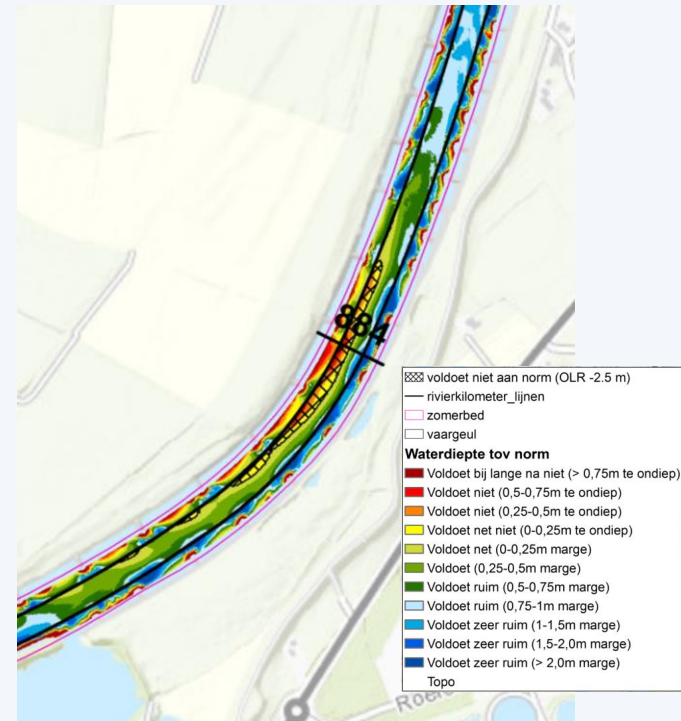 884
voldoet niet aan norm (OLR -2.5 m)
rivierkilometer_lijnen
zomerbed
vaargeul
Waterdiepte tov norm
Voldoet bij lange na niet (> 0,75m te ondiep)
Voldoet niet (0,5-0,75m te ondiep)
Voldoet niet (0,25-0,5m te ondiep)
Voldoet net niet (0-0,25m te ondiep)
Voldoet net (0-0,25m marge)
Voldoet (0,25-0,5m marge)
Voldoet ruim (0,5-0,75m marge)
Voldoet ruim (0,75-1m marge)
Voldoet zeer ruim (1-1,5m marge)
Voldoet zeer ruim (1,5-2,0m marge)
Voldoet zeer ruim (> 2,0m marge)
Topo